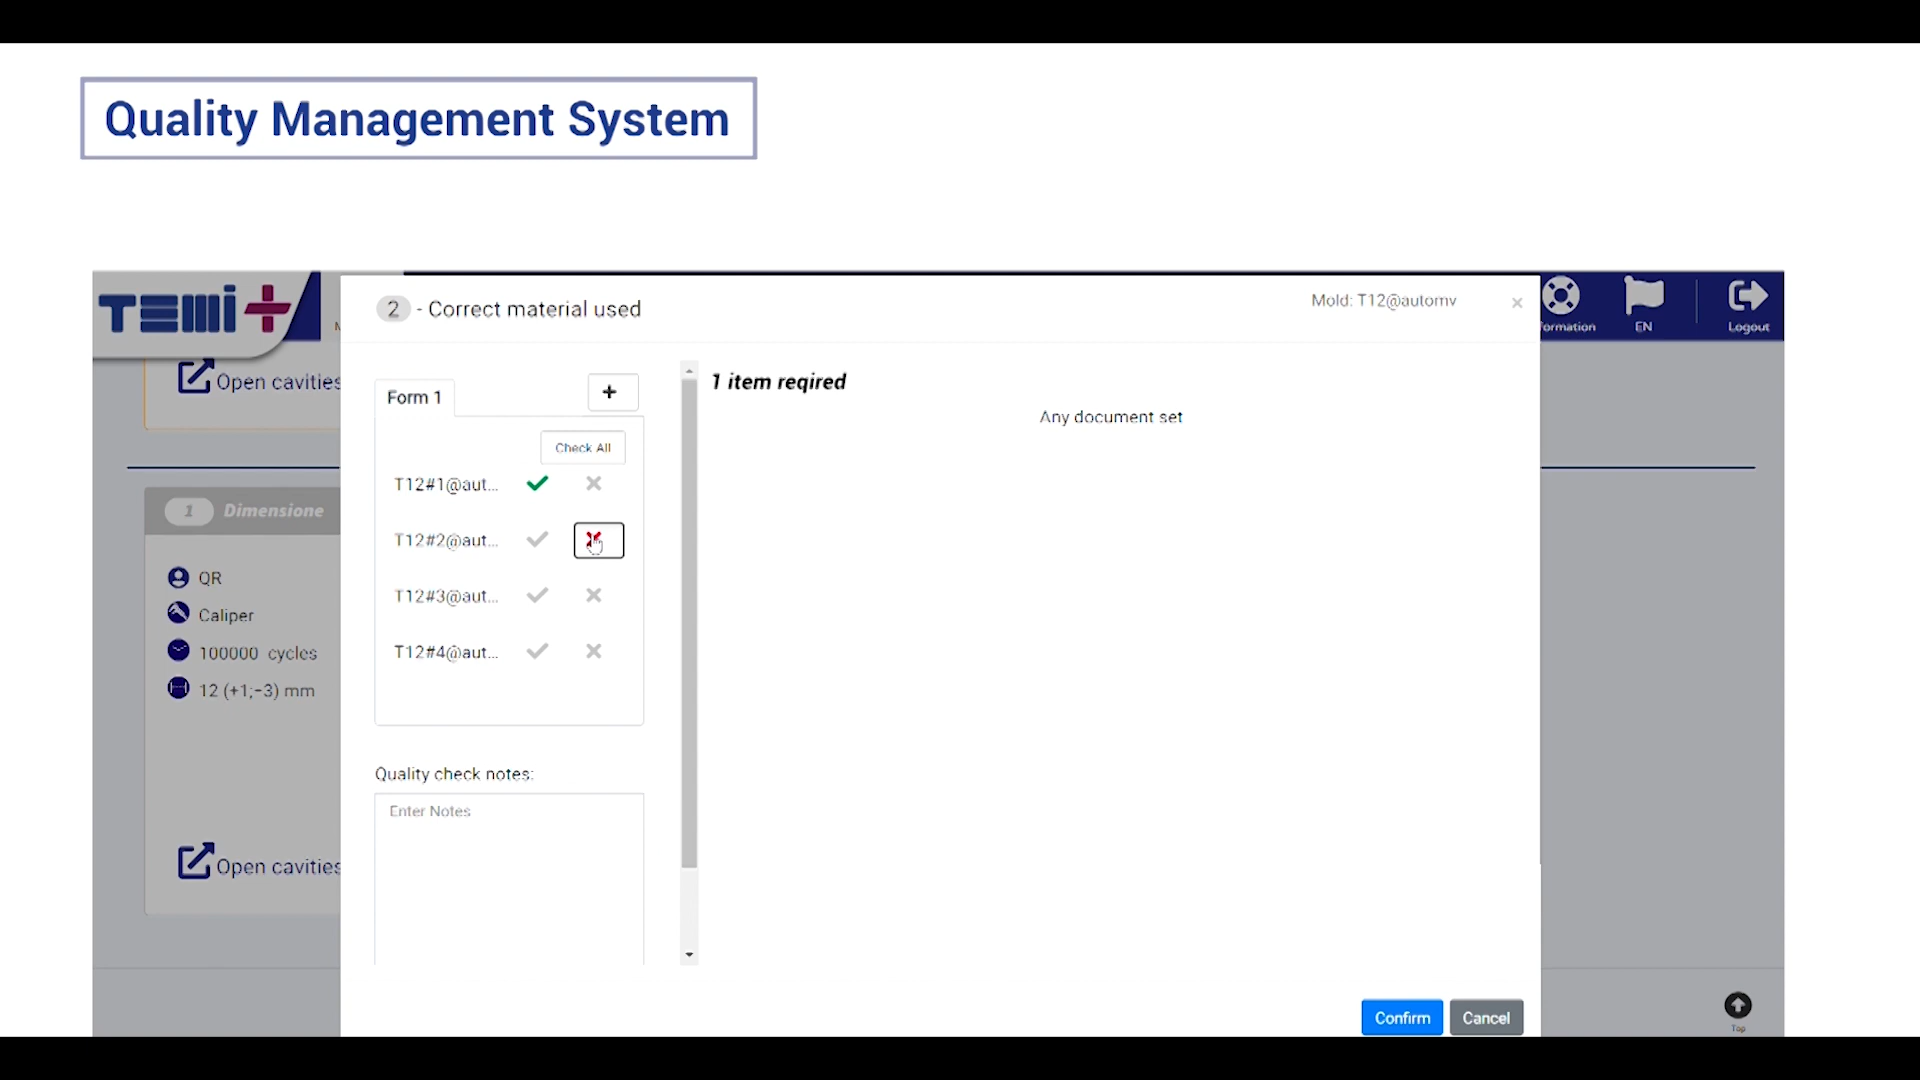 Quality Management System
TEMI+
2 - Correct material used
Mold: T12@automv
×
formation
EN
Logout
Open cavities
Form 1
+
1 item reqired
Any document set
Check All
T12#1@aut...
T12#2@aut...
T12#3@aut...
T12#4@aut...
1 Dimensione
QR
Caliper
100000 cycles
12 (+1;-3) mm
Open cavities
Quality check notes:
Enter Notes
Confirm
Cancel
Top